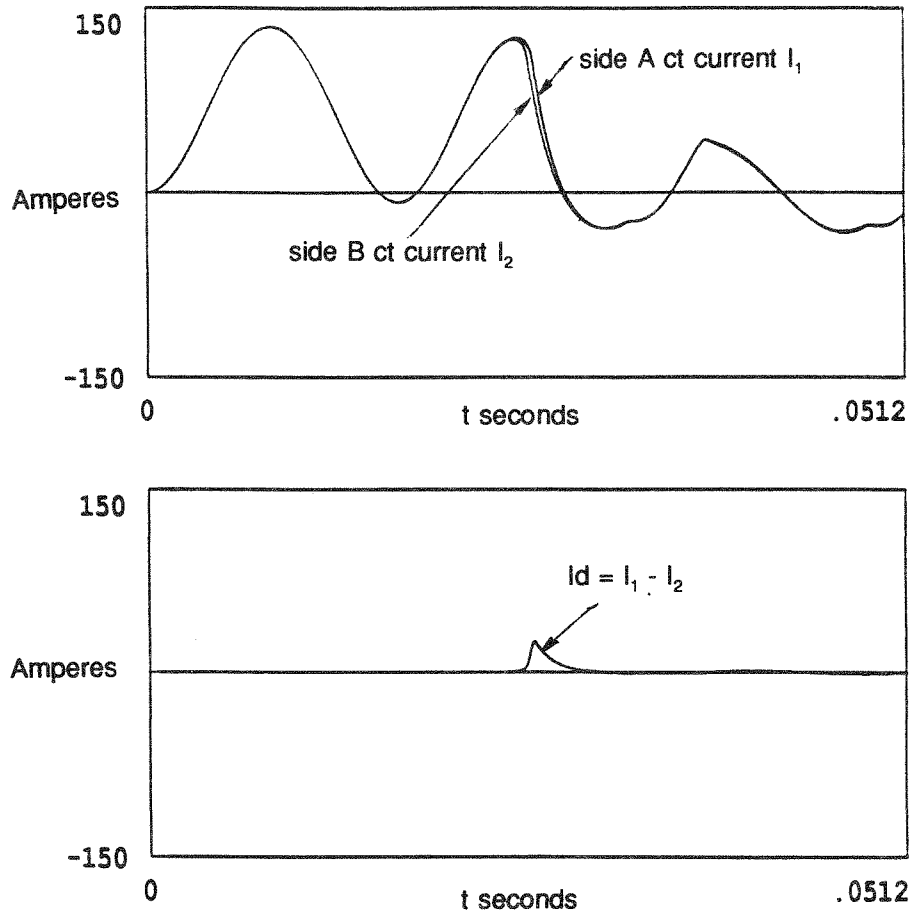 150
side A ct current I₁
Amperes
side B ct current I₂
-150
0
t seconds
.0512
150
Id = I₁ - I₂
Amperes
-150
0
t seconds
.0512